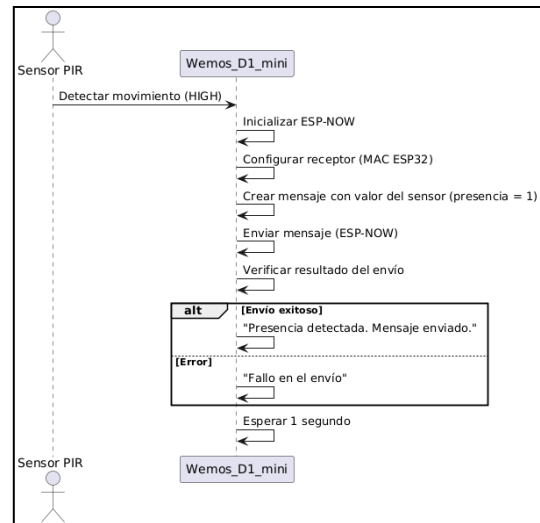 Sensor PIR
Wemos_D1_mini
Detectar movimiento (HIGH)
Inicializar ESP-NOW
Configurar receptor (MAC ESP32)
Crear mensaje con valor del sensor (presencia = 1)
Enviar mensaje (ESP-NOW)
Verificar resultado del envío
alt [Envío exitoso]
"Presencia detectada. Mensaje enviado."
[Error]
"Fallo en el envío"
Esperar 1 segundo
Sensor PIR
Wemos_D1_mini